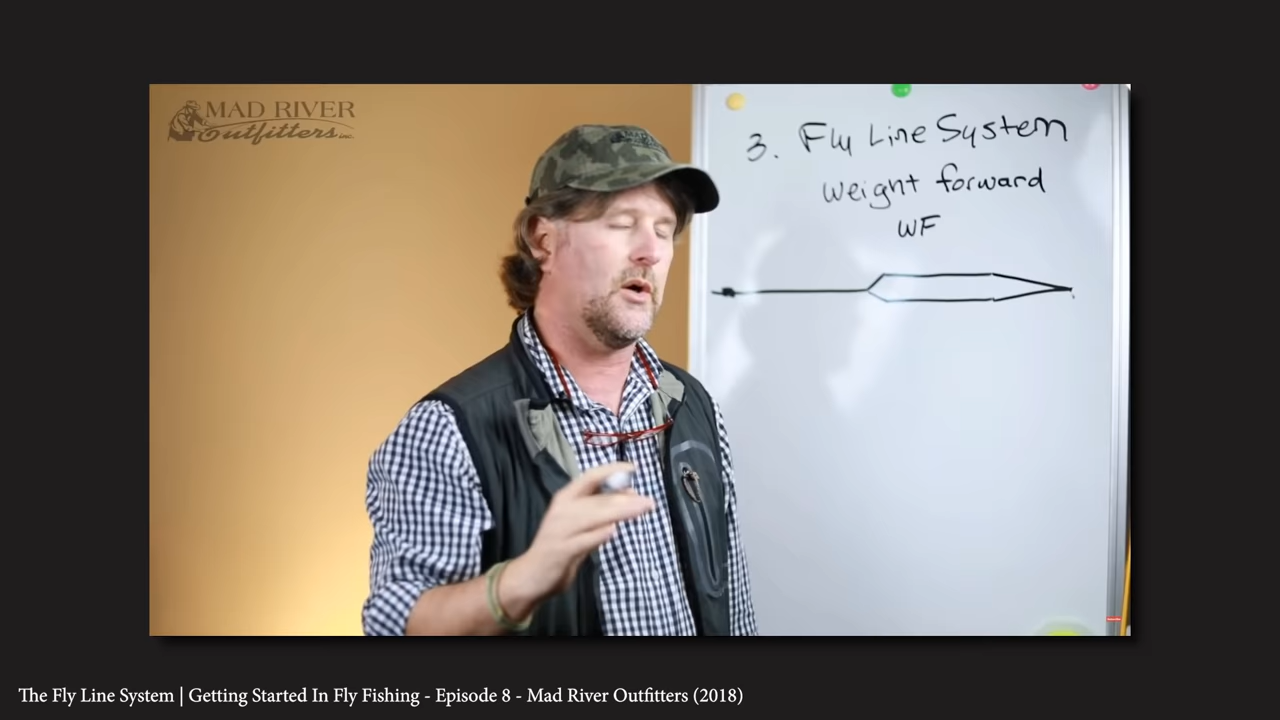 MAD RIVER
Outfitters inc.
3. Fly Line System
weight forward
WF
The Fly Line System | Getting Started In Fly Fishing - Episode 8 - Mad River Outfitters (2018)